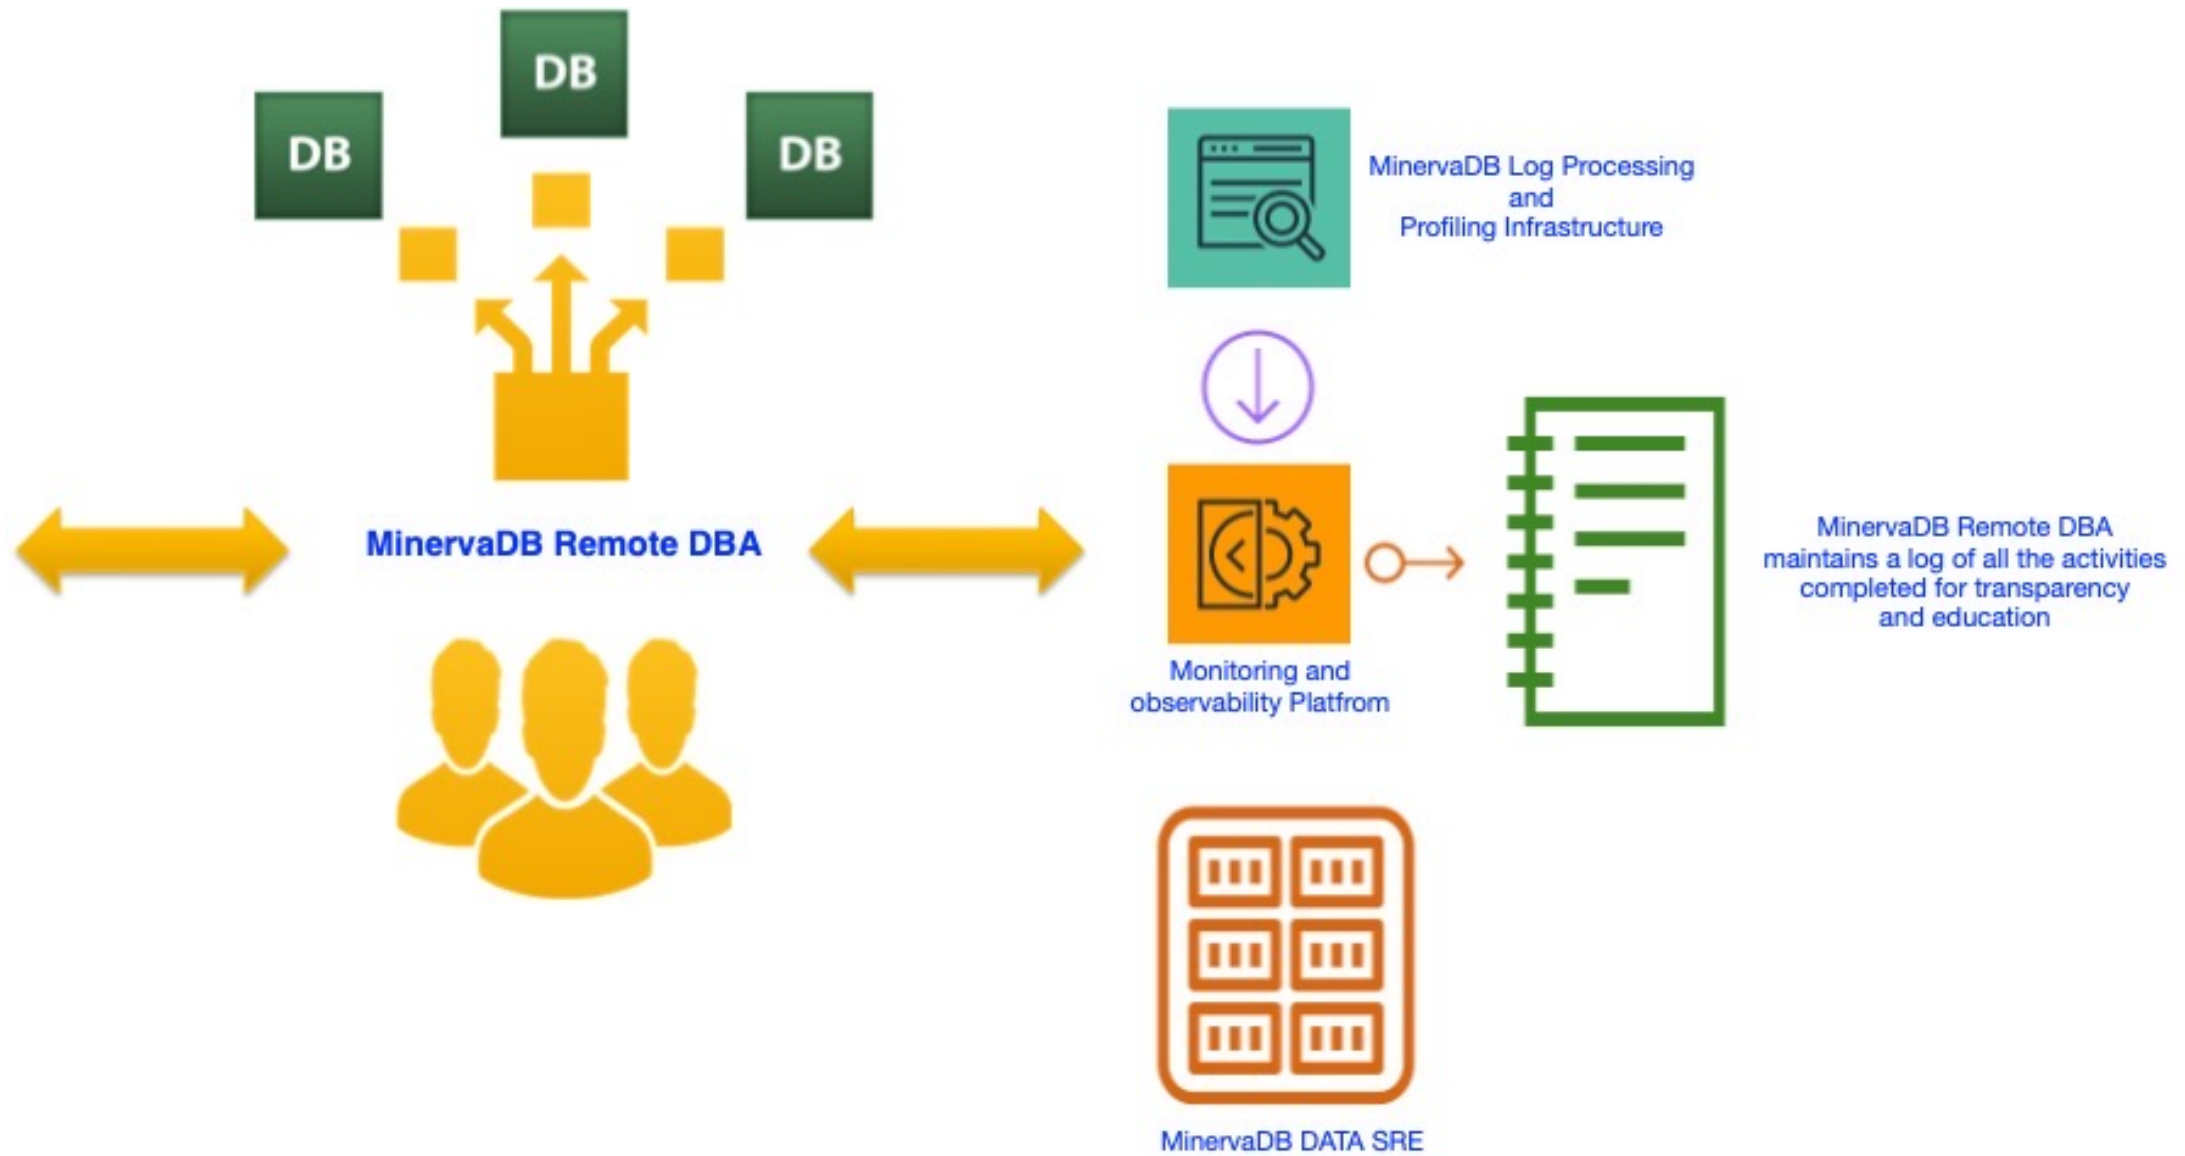 DB
DB
DB
MinervaDB Remote DBA
MinervaDB Log Processing
and
Profiling Infrastructure
Monitoring and
observability Platfrom
MinervaDB Remote DBA
maintains a log of all the activities
completed for transparency
and education
MinervaDB DATA SRE